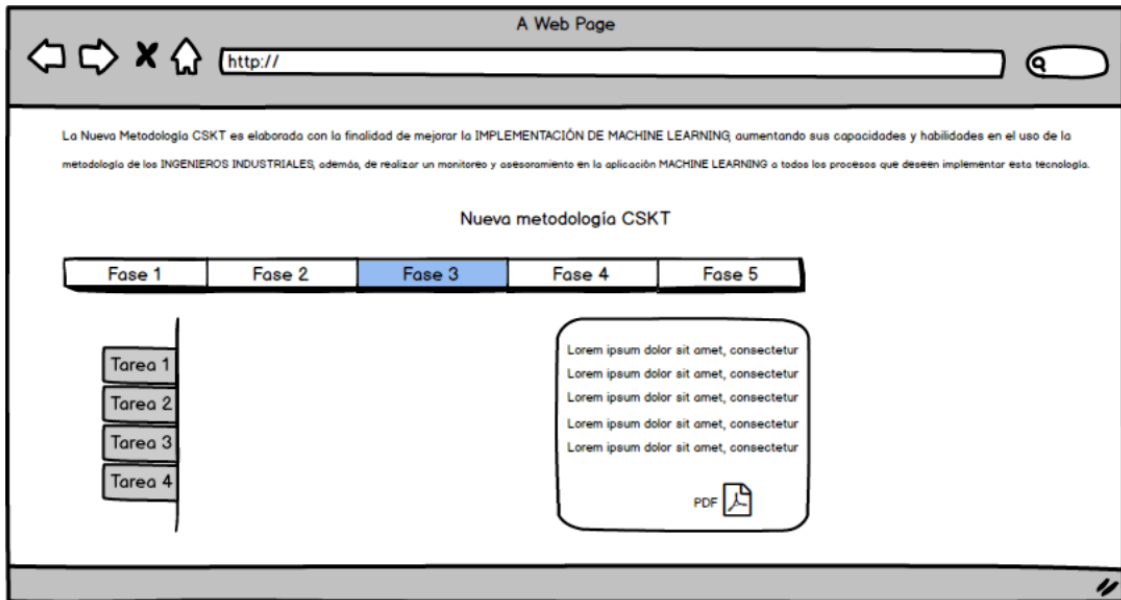 A Web Page
http://
La Nueva Metodología CSKT es elaborada con la finalidad de mejorar la IMPLEMENTACIÓN DE MACHINE LEARNING, aumentando sus capacidades y habilidades en el uso de la
metodología de los INGENIEROS INDUSTRIALES, además, de realizar un monitoreo y asesoramiento en la aplicación MACHINE LEARNING a todos los procesos que deseen implementar esta tecnología.
Nueva metodología CSKT
Fase 1 Fase 2 Fase 3 Fase 4 Fase 5
Tarea 1
Tarea 2
Tarea 3
Tarea 4
Lorem ipsum dolor sit amet, consectetur
Lorem ipsum dolor sit amet, consectetur
Lorem ipsum dolor sit amet, consectetur
Lorem ipsum dolor sit amet, consectetur
Lorem ipsum dolor sit amet, consectetur
PDF